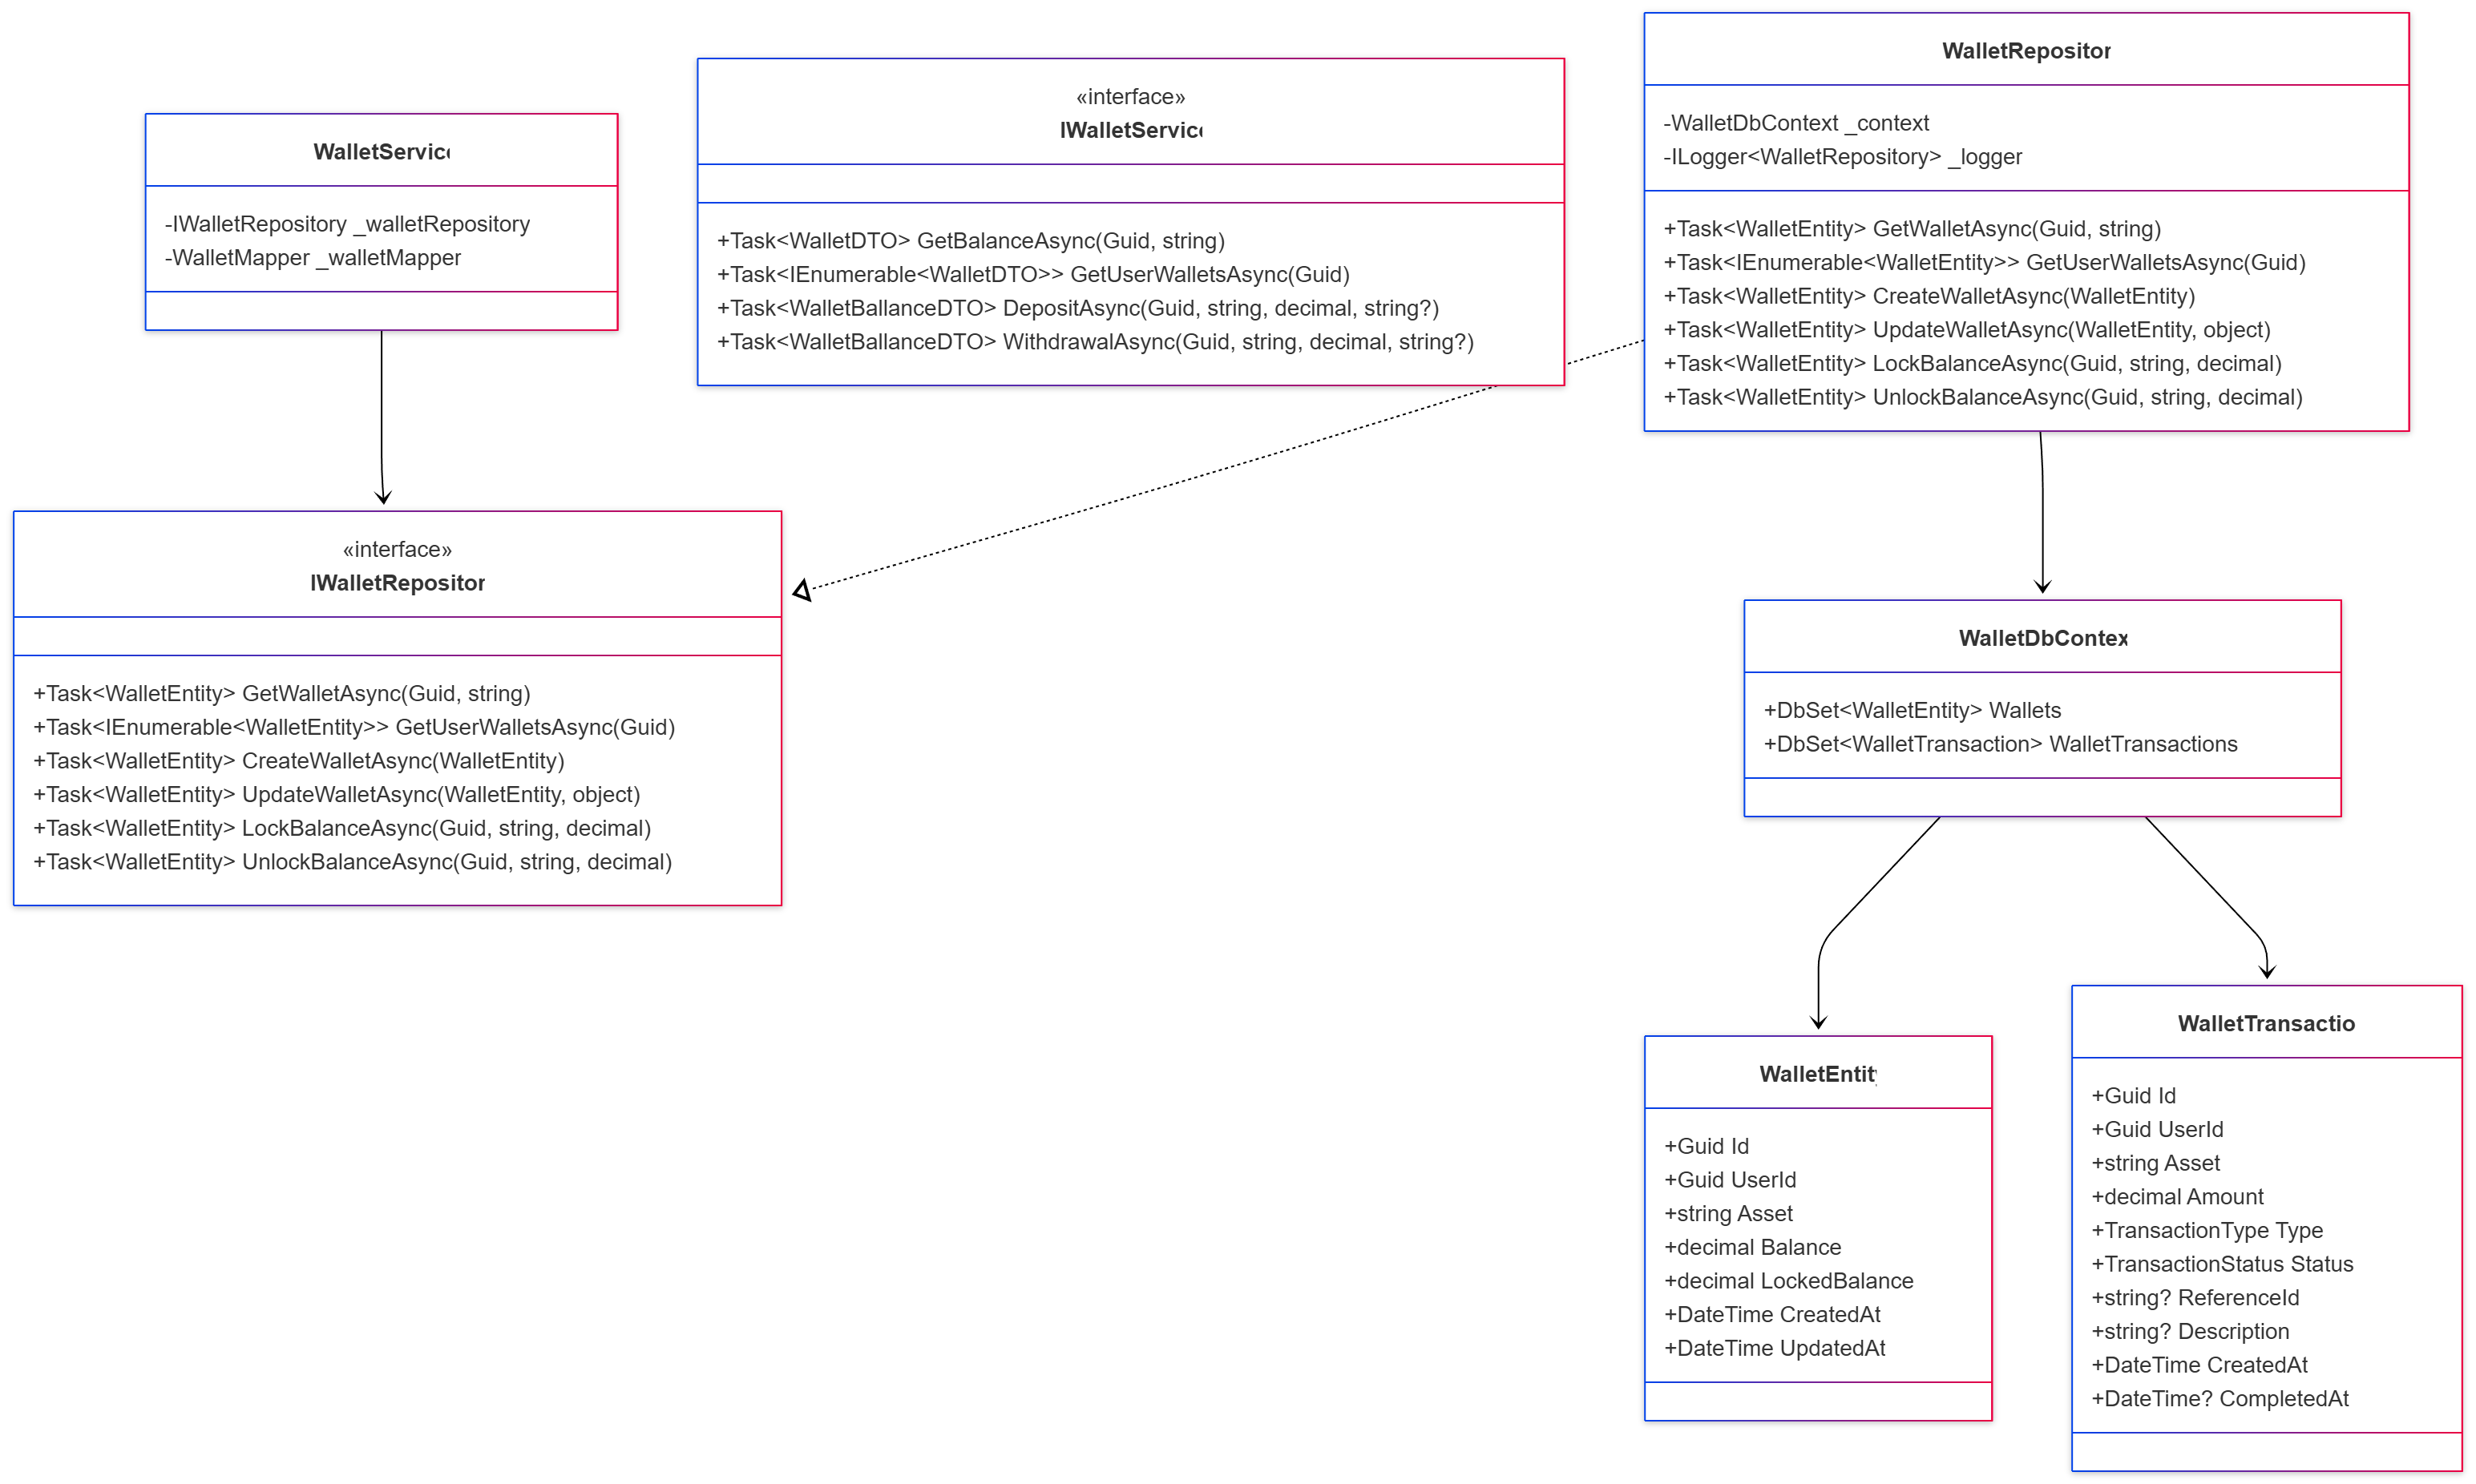 WalletServic
-IWalletRepository _walletRepository
-WalletMapper _walletMapper
«interface»
IWalletServic
+Task<WalletDTO> GetBalanceAsync(Guid, string)
+Task<IEnumerable<WalletDTO>> GetUserWalletsAsync(Guid)
+Task<WalletBallanceDTO> DepositAsync(Guid, string, decimal, string?)
+Task<WalletBallanceDTO> WithdrawalAsync(Guid, string, decimal, string?)
WalletRepositor
-WalletDbContext _context
-ILogger<WalletRepository> _logger
+Task<WalletEntity> GetWalletAsync(Guid, string)
+Task<IEnumerable<WalletEntity>> GetUserWalletsAsync(Guid)
+Task<WalletEntity> CreateWalletAsync(WalletEntity)
+Task<WalletEntity> UpdateWalletAsync(WalletEntity, object)
+Task<WalletEntity> LockBalanceAsync(Guid, string, decimal)
+Task<WalletEntity> UnlockBalanceAsync(Guid, string, decimal)
«interface»
IWalletRepositor
+Task<WalletEntity> GetWalletAsync(Guid, string)
+Task<IEnumerable<WalletEntity>> GetUserWalletsAsync(Guid)
+Task<WalletEntity> CreateWalletAsync(WalletEntity)
+Task<WalletEntity> UpdateWalletAsync(WalletEntity, object)
+Task<WalletEntity> LockBalanceAsync(Guid, string, decimal)
+Task<WalletEntity> UnlockBalanceAsync(Guid, string, decimal)
WalletDbContex
+DbSet<WalletEntity> Wallets
+DbSet<WalletTransaction> WalletTransactions
WalletEntit
+Guid Id
+Guid UserId
+string Asset
+decimal Balance
+decimal LockedBalance
+DateTime CreatedAt
+DateTime UpdatedAt
WalletTransactio
+Guid Id
+Guid UserId
+string Asset
+decimal Amount
+TransactionType Type
+TransactionStatus Status
+string? ReferenceId
+string? Description
+DateTime CreatedAt
+DateTime? CompletedAt